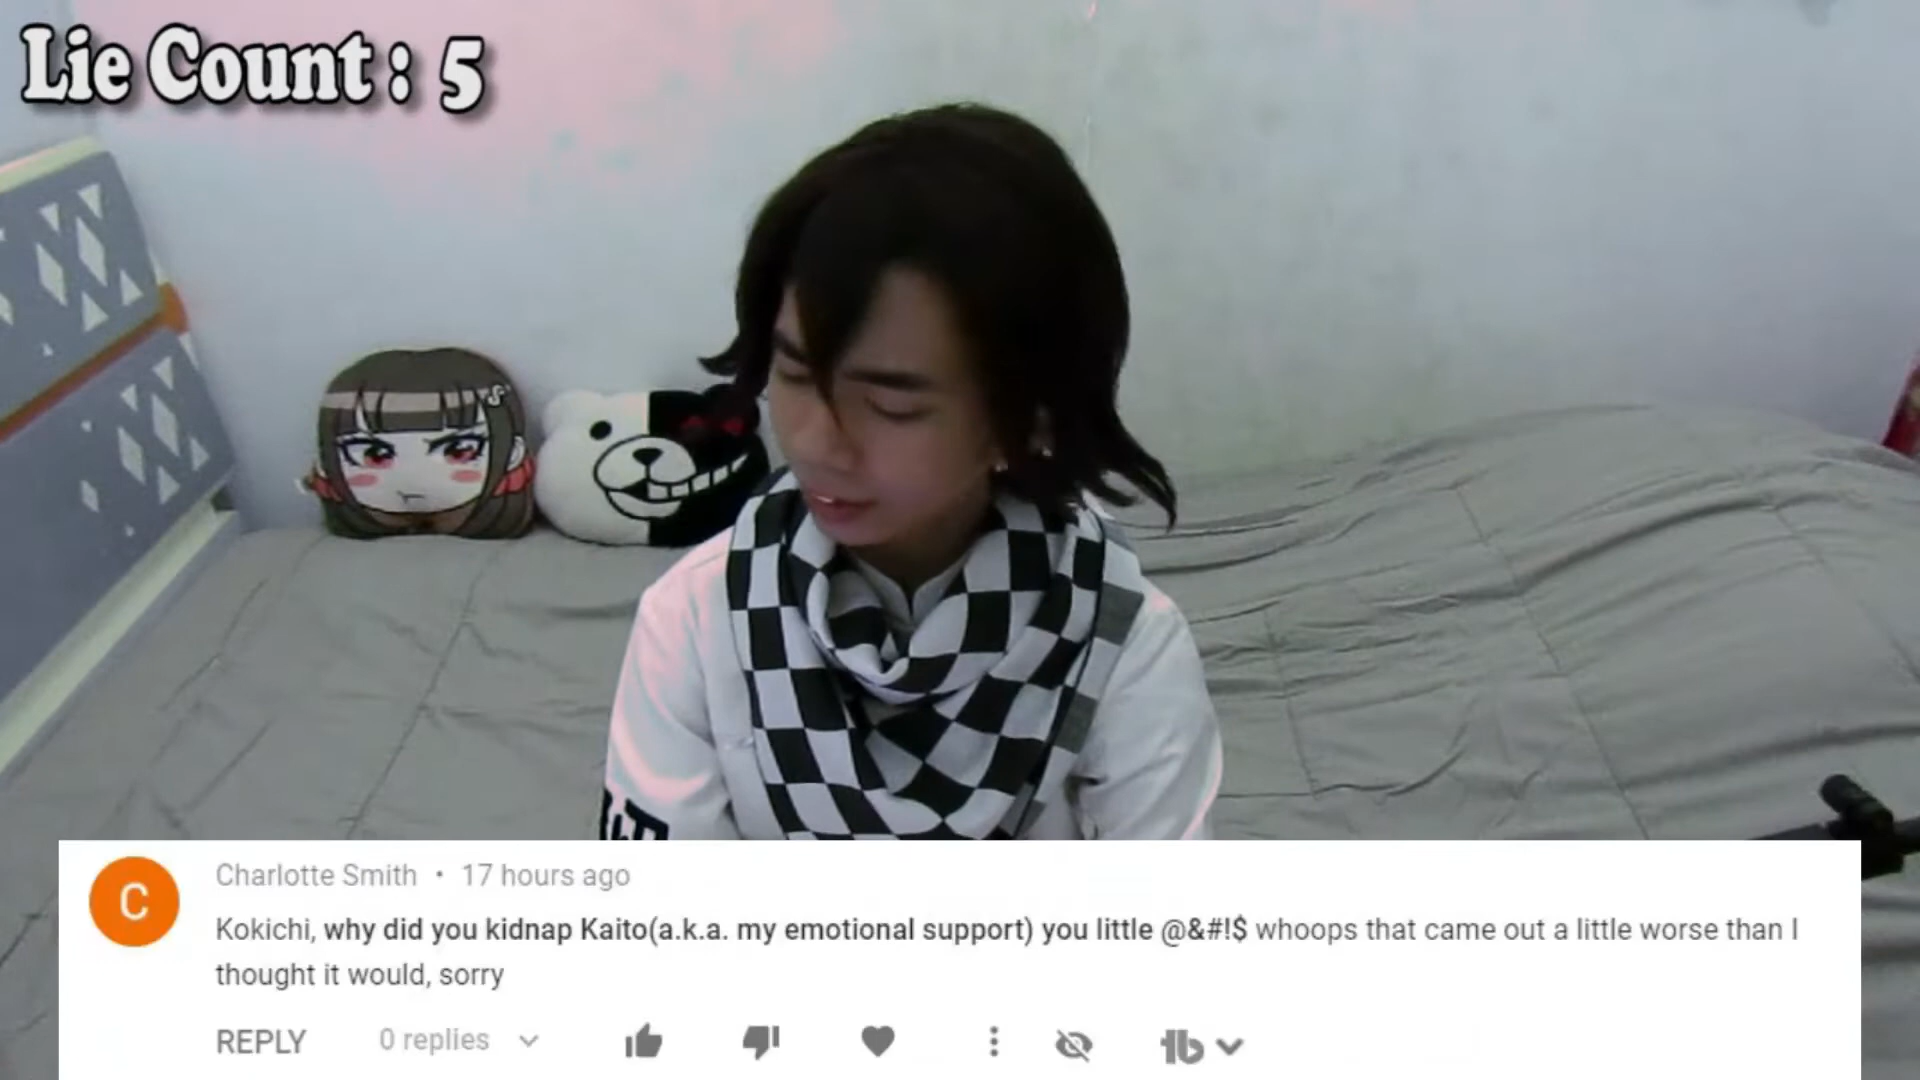 Lie Count : 5
Charlotte Smith • 17 hours ago
Kokichi, why did you kidnap Kaito(a.k.a. my emotional support) you little @&#!$ whoops that came out a little worse than I
thought it would, sorry
C
REPLY 0 replies